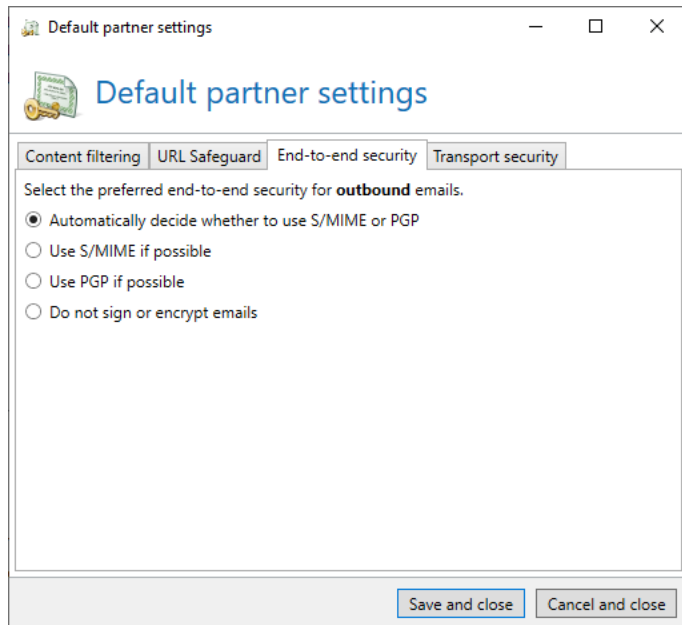 Default partner settings
Default partner settings
Content filtering URL Safeguard End-to-end security Transport security
Select the preferred end-to-end security for outbound emails.
Automatically decide whether to use S/MIME or PGP
Use S/MIME if possible
Use PGP if possible
Do not sign or encrypt emails
Save and close Cancel and close